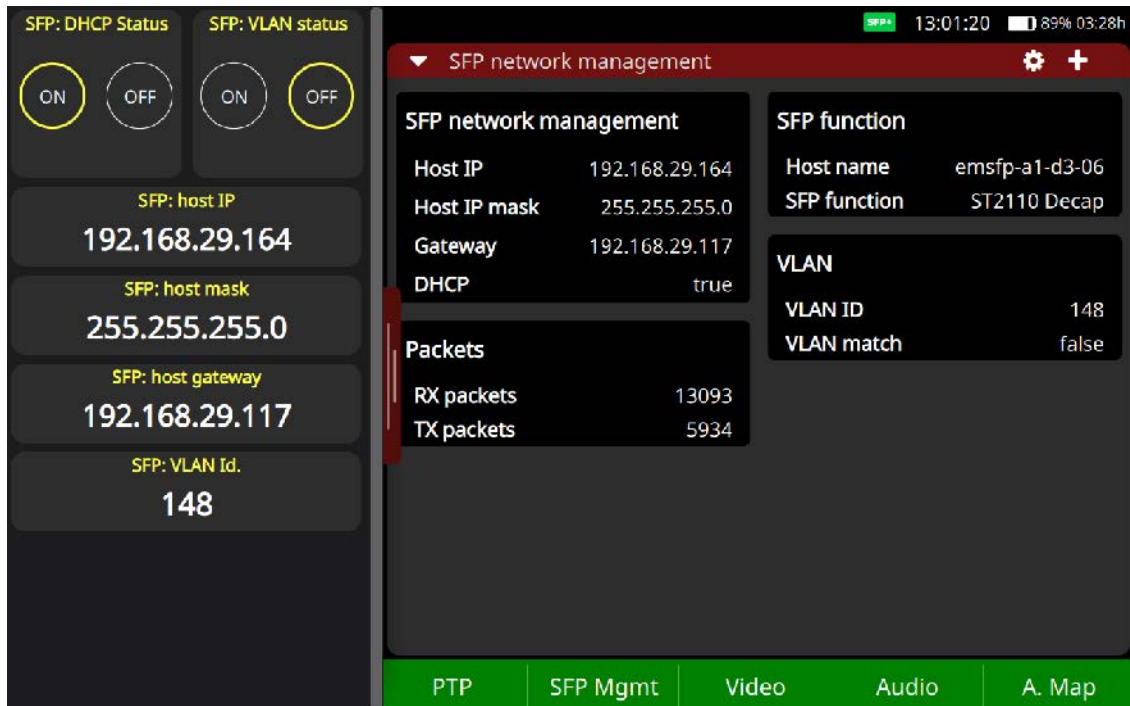 SFP: DHCP Status
ON OFF
SFP: VLAN status
ON OFF
SFP: host IP
192.168.29.164
SFP: host mask
255.255.255.0
SFP: host gateway
192.168.29.117
SFP: VLAN Id.
148
SFP+ 13:01:20 89% 03:28h
SFP network management
SFP network management
Host IP 192.168.29.164
Host IP mask 255.255.255.0
Gateway 192.168.29.117
DHCP true
Packets
RX packets 13093
TX packets 5934
SFP function
Host name emsfp-a1-d3-06
SFP function ST2110 Decap
VLAN
VLAN ID 148
VLAN match false
PTP SFP Mgmt Video Audio A. Map